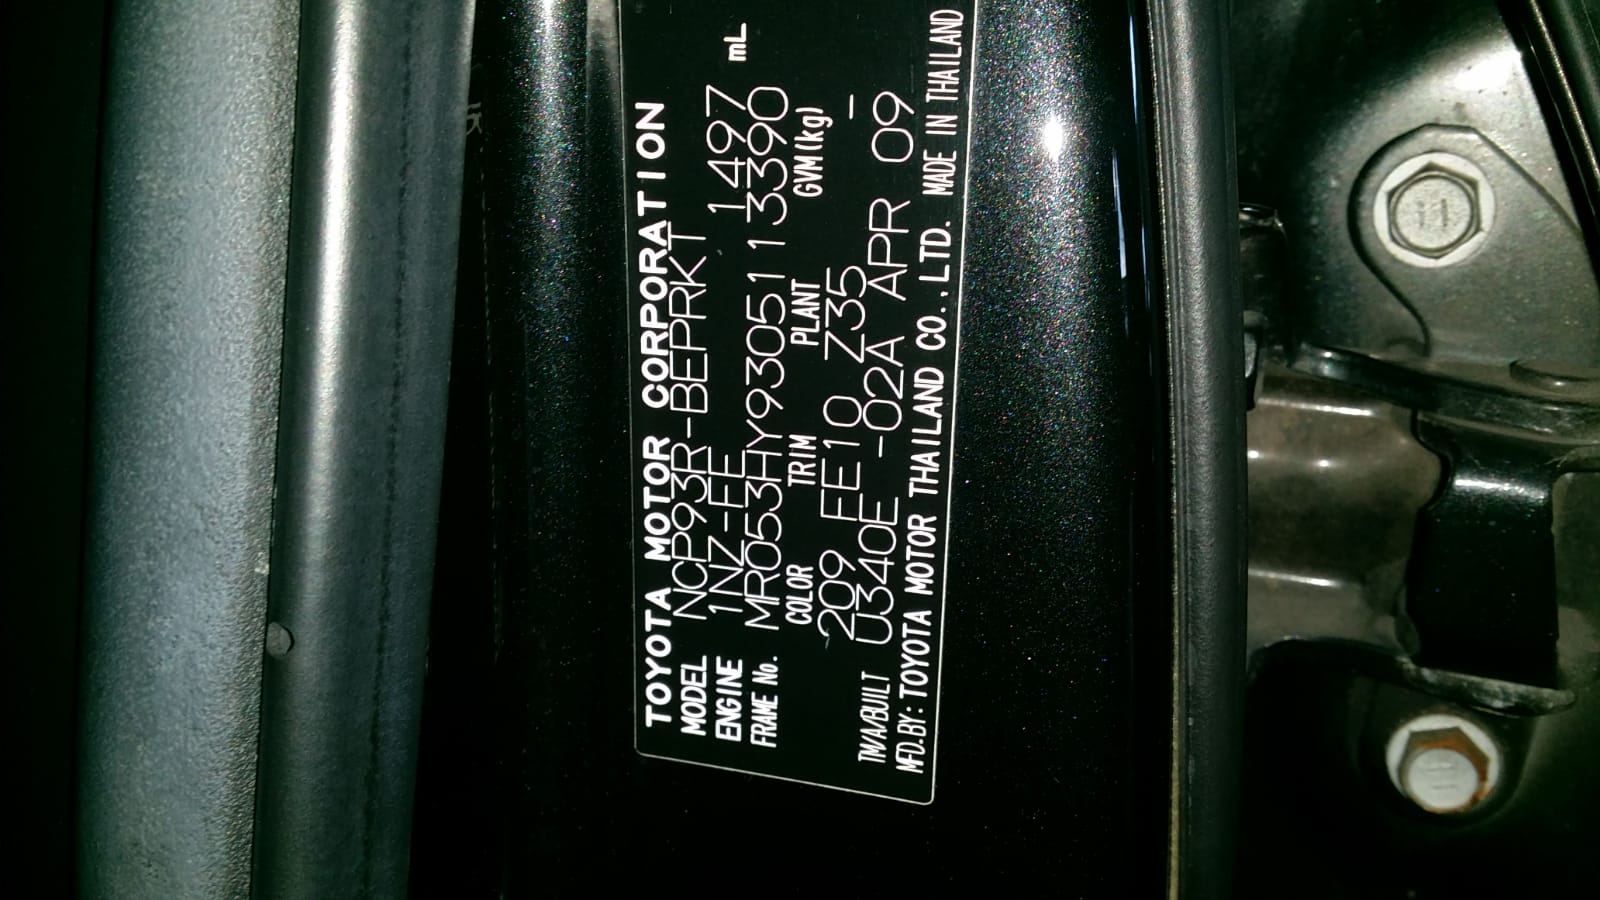 TOYOTA MOTOR CORPORATION
MODEL NCP93R-BEPRKT
ENGINE 1NZ-FE 1497 mL
FRAME No. MR053HY9305113390
COLOR TRIM PLANT GVM(kg)
209 FE10 Z35 -
TM/A/BUILT U340E -02A APR 09
MFD.BY: TOYOTA MOTOR THAILAND CO.,LTD. MADE IN THAILAND